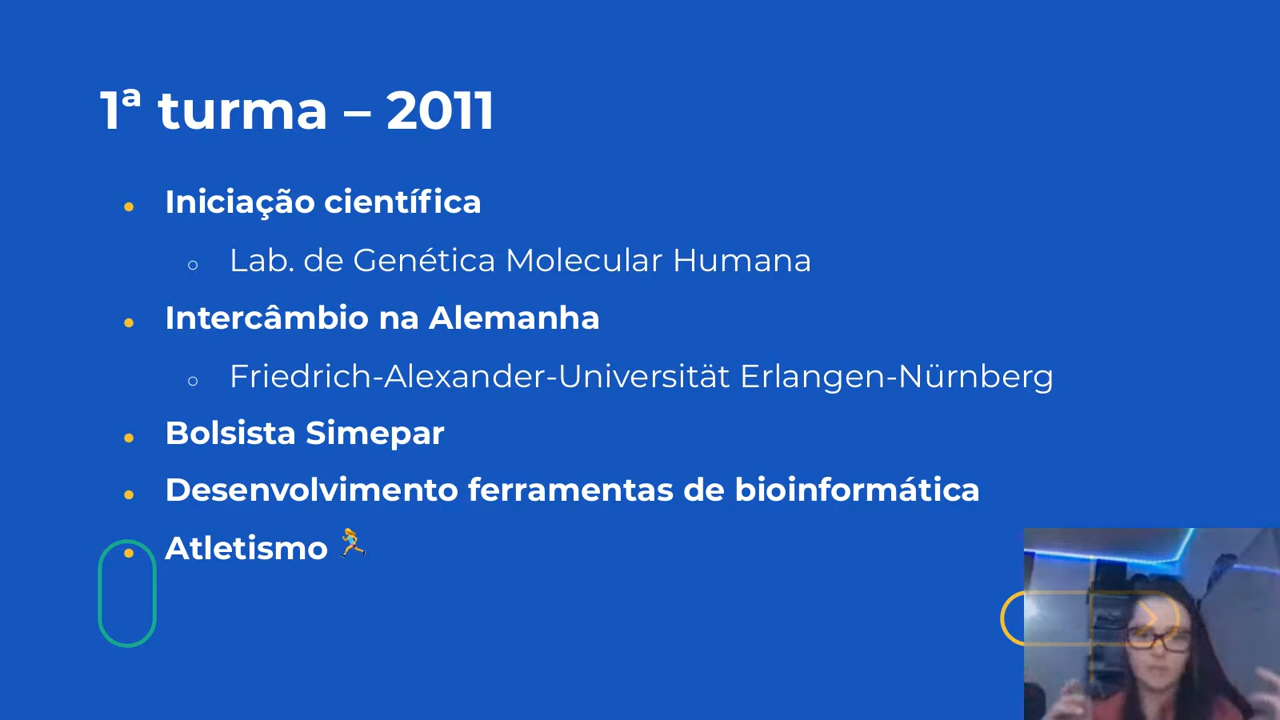 1ª turma – 2011
Iniciação científica
Lab. de Genética Molecular Humana
Intercâmbio na Alemanha
Friedrich-Alexander-Universität Erlangen-Nürnberg
Bolsista Simepar
Desenvolvimento ferramentas de bioinformática
Atletismo 🏃‍♀️